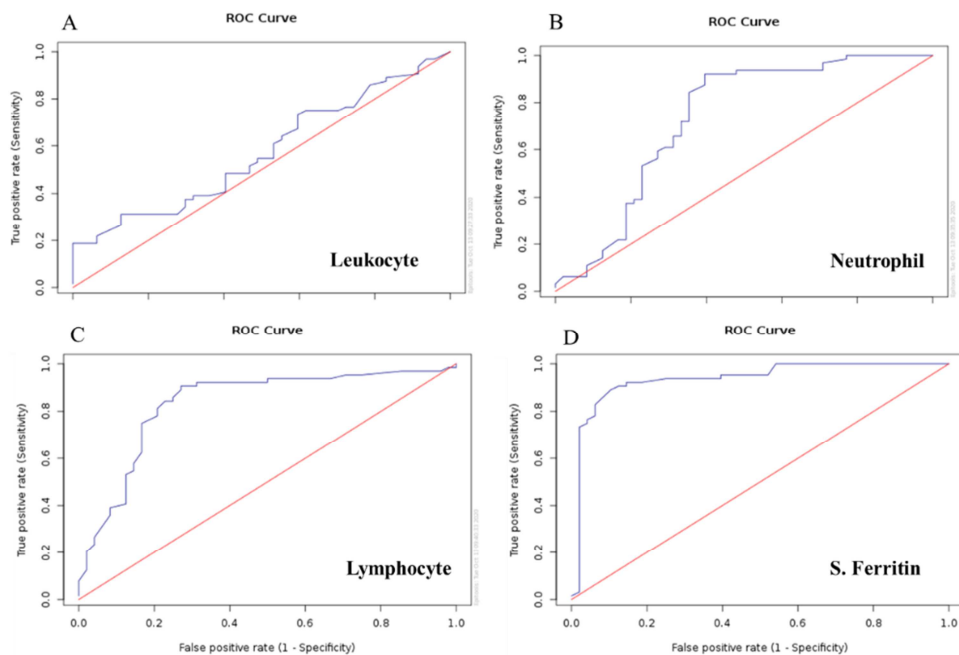 A
ROC Curve
True positive rate (Sensitivity)
0.0 0.2 0.4 0.6 0.8 1.0
Leukocyte
B
ROC Curve
True positive rate (Sensitivity)
0.0 0.2 0.4 0.6 0.8 1.0
Neutrophil
C
ROC Curve
True positive rate (Sensitivity)
0.0 0.2 0.4 0.6 0.8 1.0
Lymphocyte
0.0 0.2 0.4 0.6 0.8 1.0
False positive rate (1 - Specificity)
D
ROC Curve
True positive rate (Sensitivity)
0.0 0.2 0.4 0.6 0.8 1.0
S. Ferritin
0.0 0.2 0.4 0.6 0.8 1.0
False positive rate (1 - Specificity)